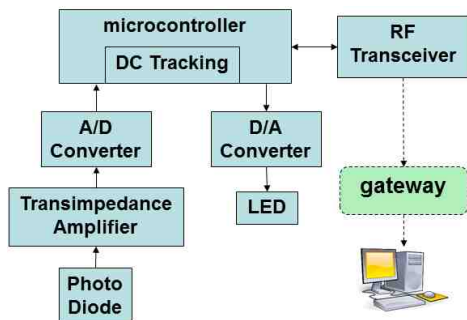 microcontroller
DC Tracking
RF
Transceiver
A/D
Converter
D/A
Converter
Transimpedance
Amplifier
LED
gateway
Photo
Diode